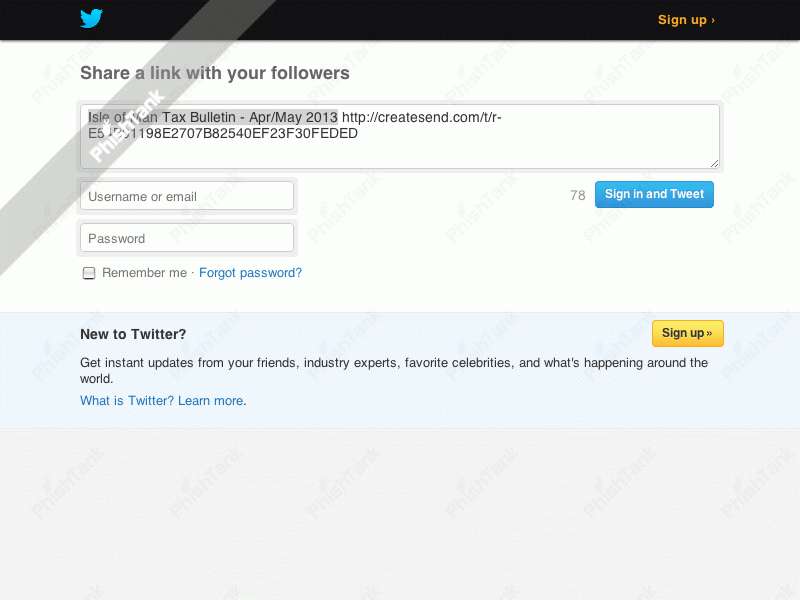 Sign up ›
Share a link with your followers
Isle of Man Tax Bulletin - Apr/May 2013 http://createsend.com/t/r-
Username or email
78
Sign in and Tweet
Password
Remember me · Forgot password?
New to Twitter?
Sign up »
Get instant updates from your friends, industry experts, favorite celebrities, and what's happening around the
world.
What is Twitter? Learn more.
PhishTank